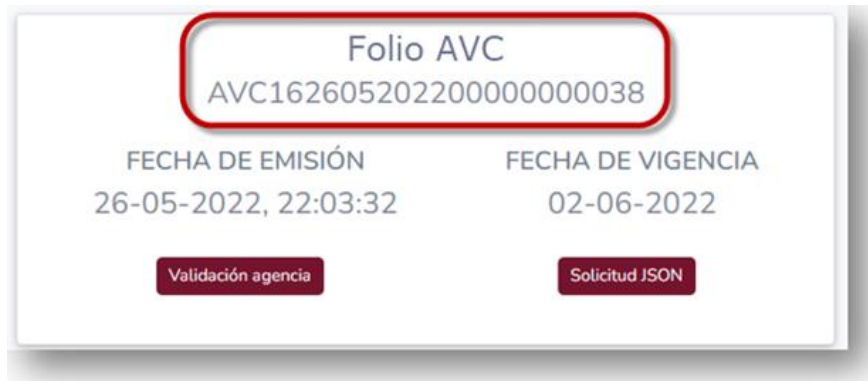 Folio AVC
AVC16260520220000000038
FECHA DE EMISIÓN
FECHA DE VIGENCIA
26-05-2022, 22:03:32
02-06-2022
Validación agencia
Solicitud JSON